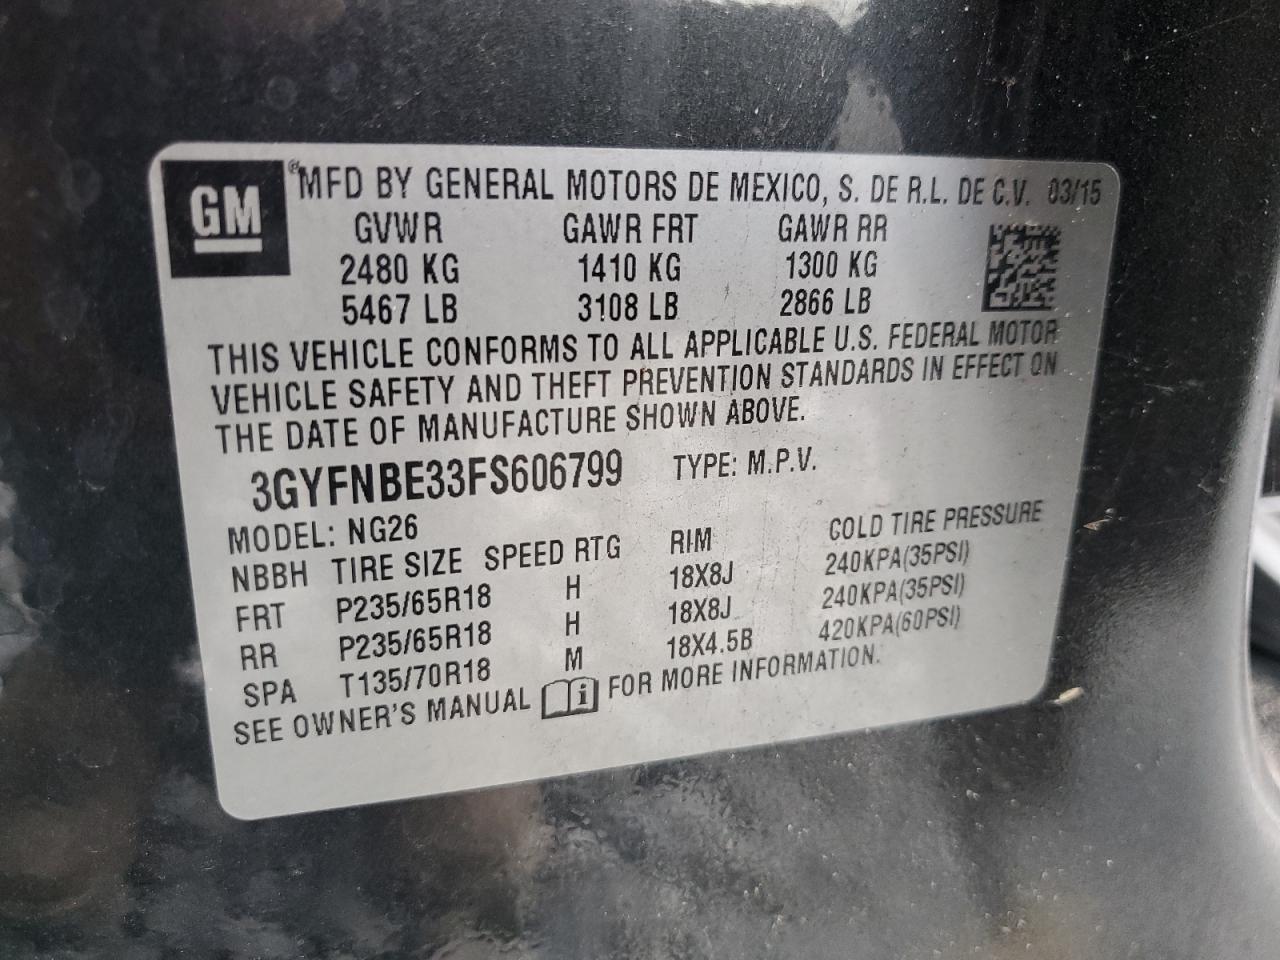 GM
®MFD BY GENERAL MOTORS DE MEXICO, S. DE R.L. DE C.V. 03/15
GVWR GAWR FRT GAWR RR
2480 KG 1410 KG 1300 KG
5467 LB 3108 LB 2866 LB
THIS VEHICLE CONFORMS TO ALL APPLICABLE U.S. FEDERAL MOTOR
VEHICLE SAFETY AND THEFT PREVENTION STANDARDS IN EFFECT ON
THE DATE OF MANUFACTURE SHOWN ABOVE.
3GYFNBE33FS606799 TYPE: M.P.V.
MODEL: NG26
NBBH TIRE SIZE SPEED RTG RIM COLD TIRE PRESSURE
FRT P235/65R18 H 18X8J 240KPA(35PSI)
RR P235/65R18 H 18X8J 240KPA(35PSI)
SPA T135/70R18 M 18X4.5B 420KPA(60PSI)
SEE OWNER'S MANUAL i FOR MORE INFORMATION.